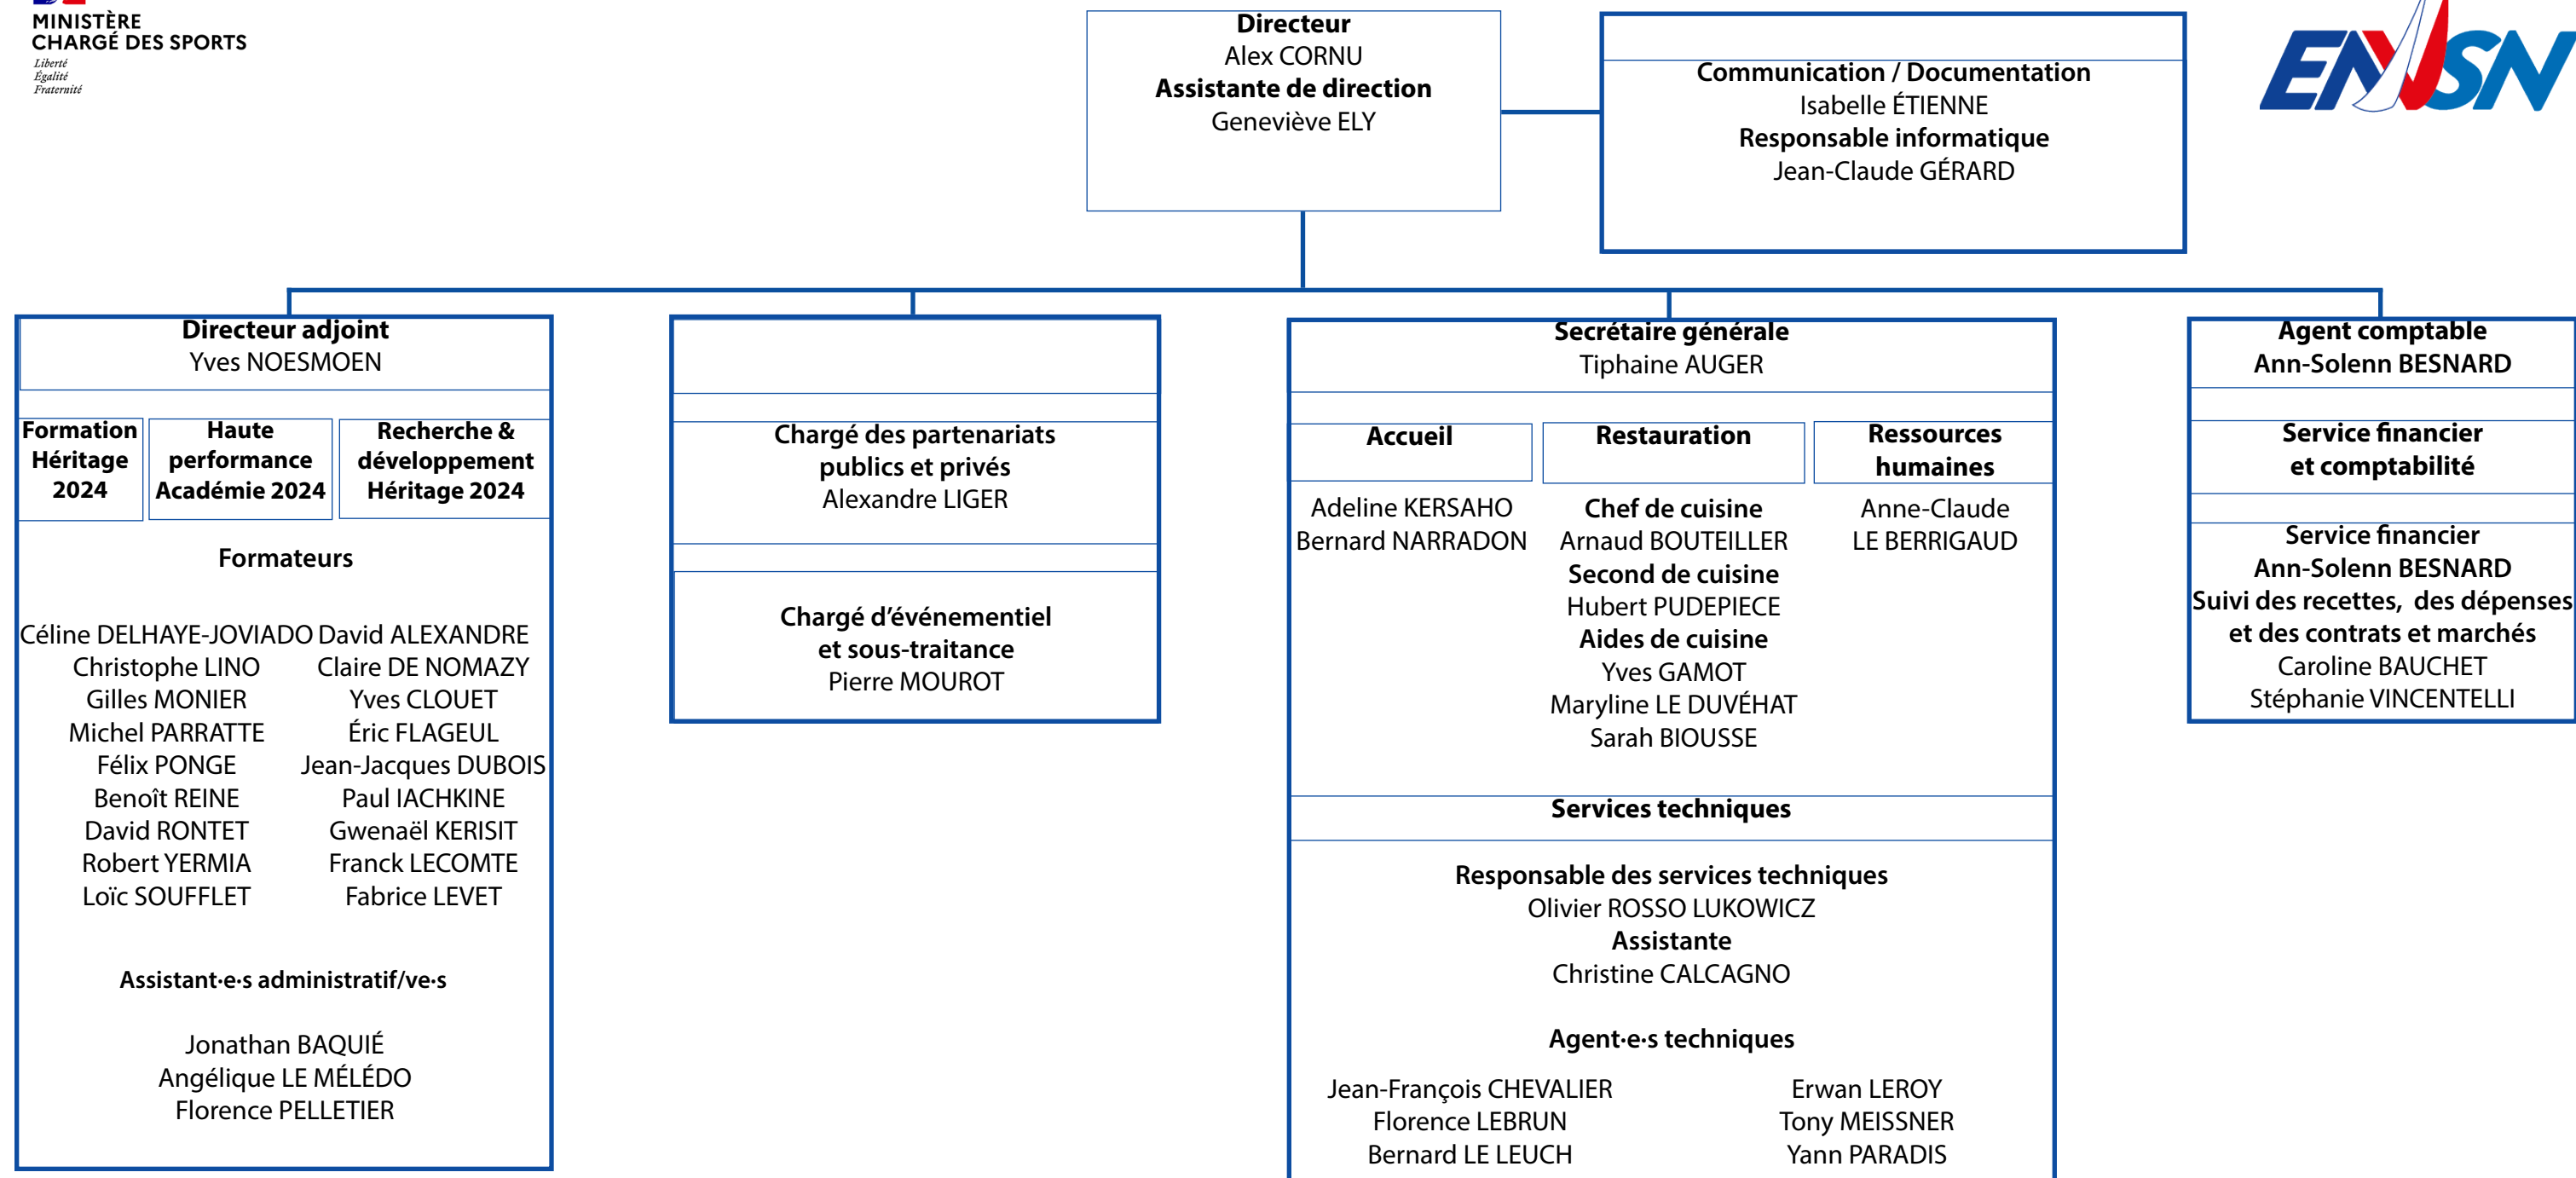 MINISTÈRE
CHARGÉ DES SPORTS
Liberté
Égalité
Fraternité
Directeur
Alex CORNU
Assistante de direction
Geneviève ELY
Communication / Documentation
Isabelle ÉTIENNE
Responsable informatique
Jean-Claude GÉRARD
ENVSN
Directeur adjoint
Yves NOESMOEN
Formation
Héritage
2024
Haute
performance
Académie 2024
Recherche &
développement
Héritage 2024
Formateurs
Céline DELHAYE-JOVIADO
Christophe LINO
Gilles MONIER
Michel PARRATTE
Félix PONGE
Benoît REINE
David RONTET
Robert YERMIA
Loïc SOUFFLET
David ALEXANDRE
Claire DE NOMAZY
Yves CLOUET
Éric FLAGEUL
Jean-Jacques DUBOIS
Paul IACHKINE
Gwenaël KERISIT
Franck LECOMTE
Fabrice LEVET
Assistant·e·s administratif/ve·s
Jonathan BAQUIÉ
Angélique LE MÉLÉDO
Florence PELLETIER
Chargé des partenariats
publics et privés
Alexandre LIGER
Chargé d’événementiel
et sous-traitance
Pierre MOUROT
Secrétaire générale
Tiphaine AUGER
Accueil
Adeline KERSAHO
Bernard NARRADON
Restauration
Chef de cuisine
Arnaud BOUTEILLER
Second de cuisine
Hubert PUDEPIECE
Aides de cuisine
Yves GAMOT
Maryline LE DUVÉHAT
Sarah BIOUSSE
Ressources
humaines
Anne-Claude
LE BERRIGAUD
Services techniques
Responsable des services techniques
Olivier ROSSO LUKOWICZ
Assistante
Christine CALCAGNO
Agent·e·s techniques
Jean-François CHEVALIER
Florence LEBRUN
Bernard LE LEUCH
Erwan LEROY
Tony MEISSNER
Yann PARADIS
Agent comptable
Ann-Solenn BESNARD
Service financier
et comptabilité
Service financier
Ann-Solenn BESNARD
Suivi des recettes, des dépenses
et des contrats et marchés
Caroline BAUCHET
Stéphanie VINCENTELLI